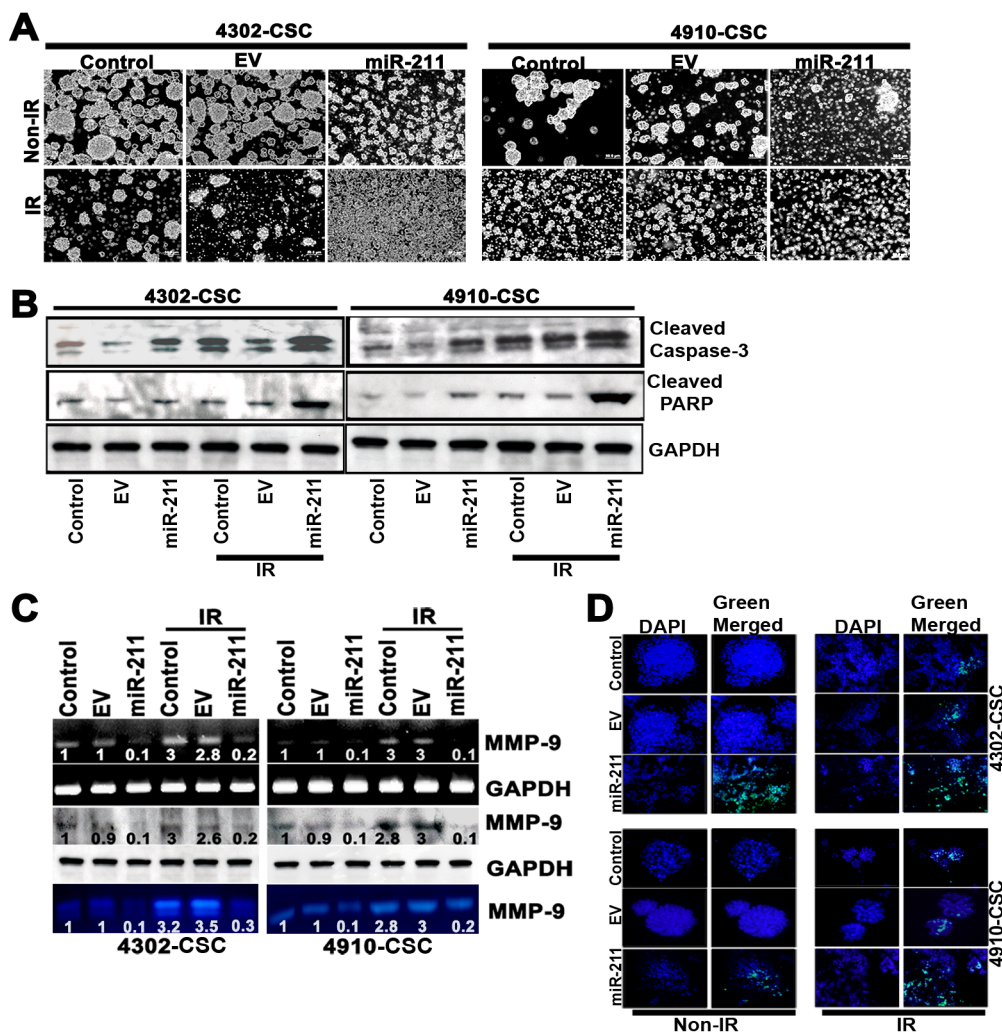 A
4302-CSC
4910-CSC
Control EV miR-211
Control EV miR-211
Non-IR
IR
B
4302-CSC
4910-CSC
Cleaved
Caspase-3
Cleaved
PARP
GAPDH
Control EV miR-211 Control EV miR-211
Control EV miR-211 Control EV miR-211
IR
IR
C
IR
IR
Control EV miR-211 Control EV miR-211
Control EV miR-211 Control EV miR-211
1 1 0.1 3 2.8 0.2
1 1 0.1 3 3 0.1
MMP-9
GAPDH
1 0.9 0.1 3 2.6 0.2
1 0.9 0.1 2.8 3 0.1
MMP-9
GAPDH
1 1 0.1 3.2 3.5 0.3
1 1 0.1 2.8 3 0.2
MMP-9
4302-CSC
4910-CSC
D
DAPI
Green
Merged
DAPI
Green
Merged
Control
EV
miR-211
4302-CSC
Control
EV
miR-211
4910-CSC
Non-IR
IR